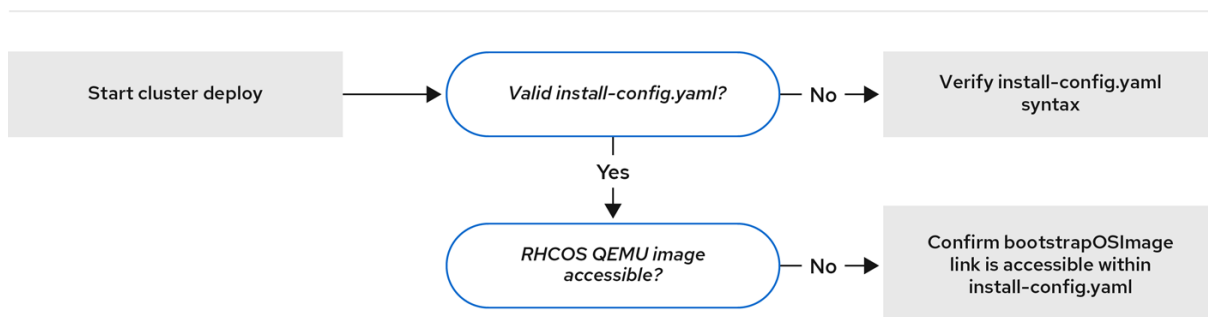 Start cluster deploy
Valid install-config.yaml?
No
Verify install-config.yaml
syntax
Yes
RHCOS QEMU image
accessible?
No
Confirm bootstrapOSImage
link is accessible within
install-config.yaml